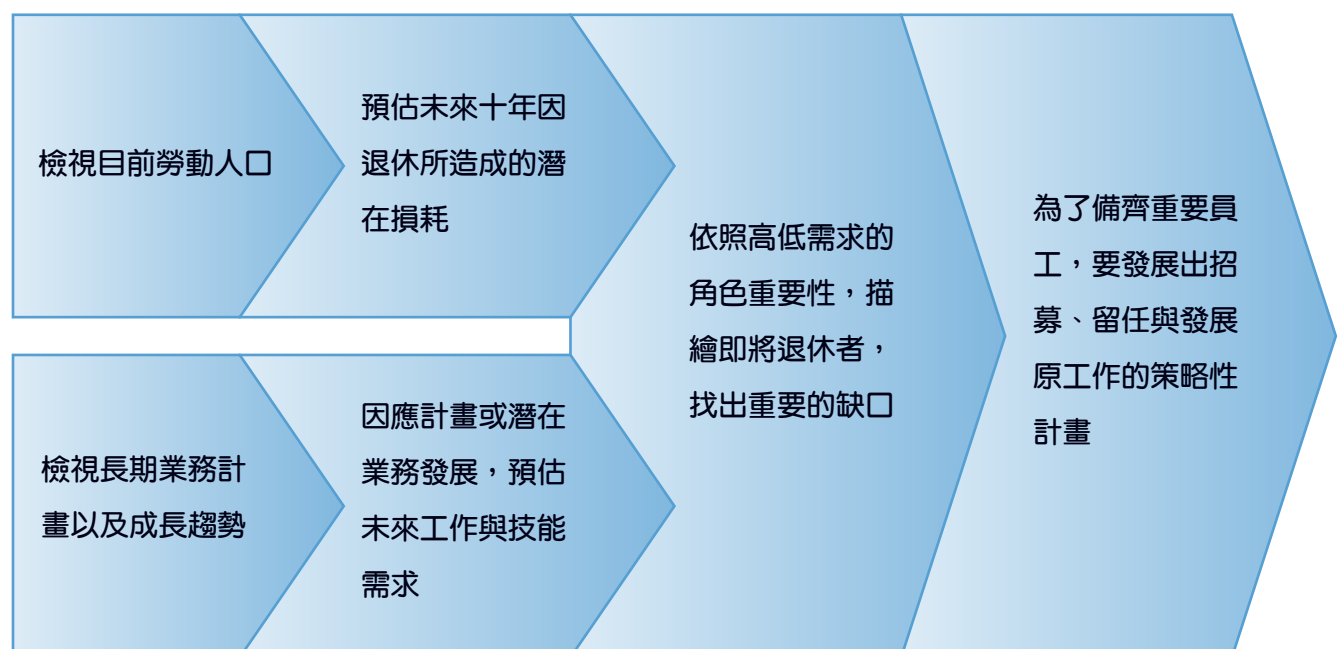 檢視目前勞動人口
預估未來十年因
退休所造成的潛
在損耗
檢視長期業務計
畫以及成長趨勢
因應計畫或潛在
業務發展，預估
未來工作與技能
需求
依照高低需求的
角色重要性，描
繪即將退休者，
找出重要的缺口
為了備齊重要員
工，要發展出招
募、留任與發展
原工作的策略性
計畫